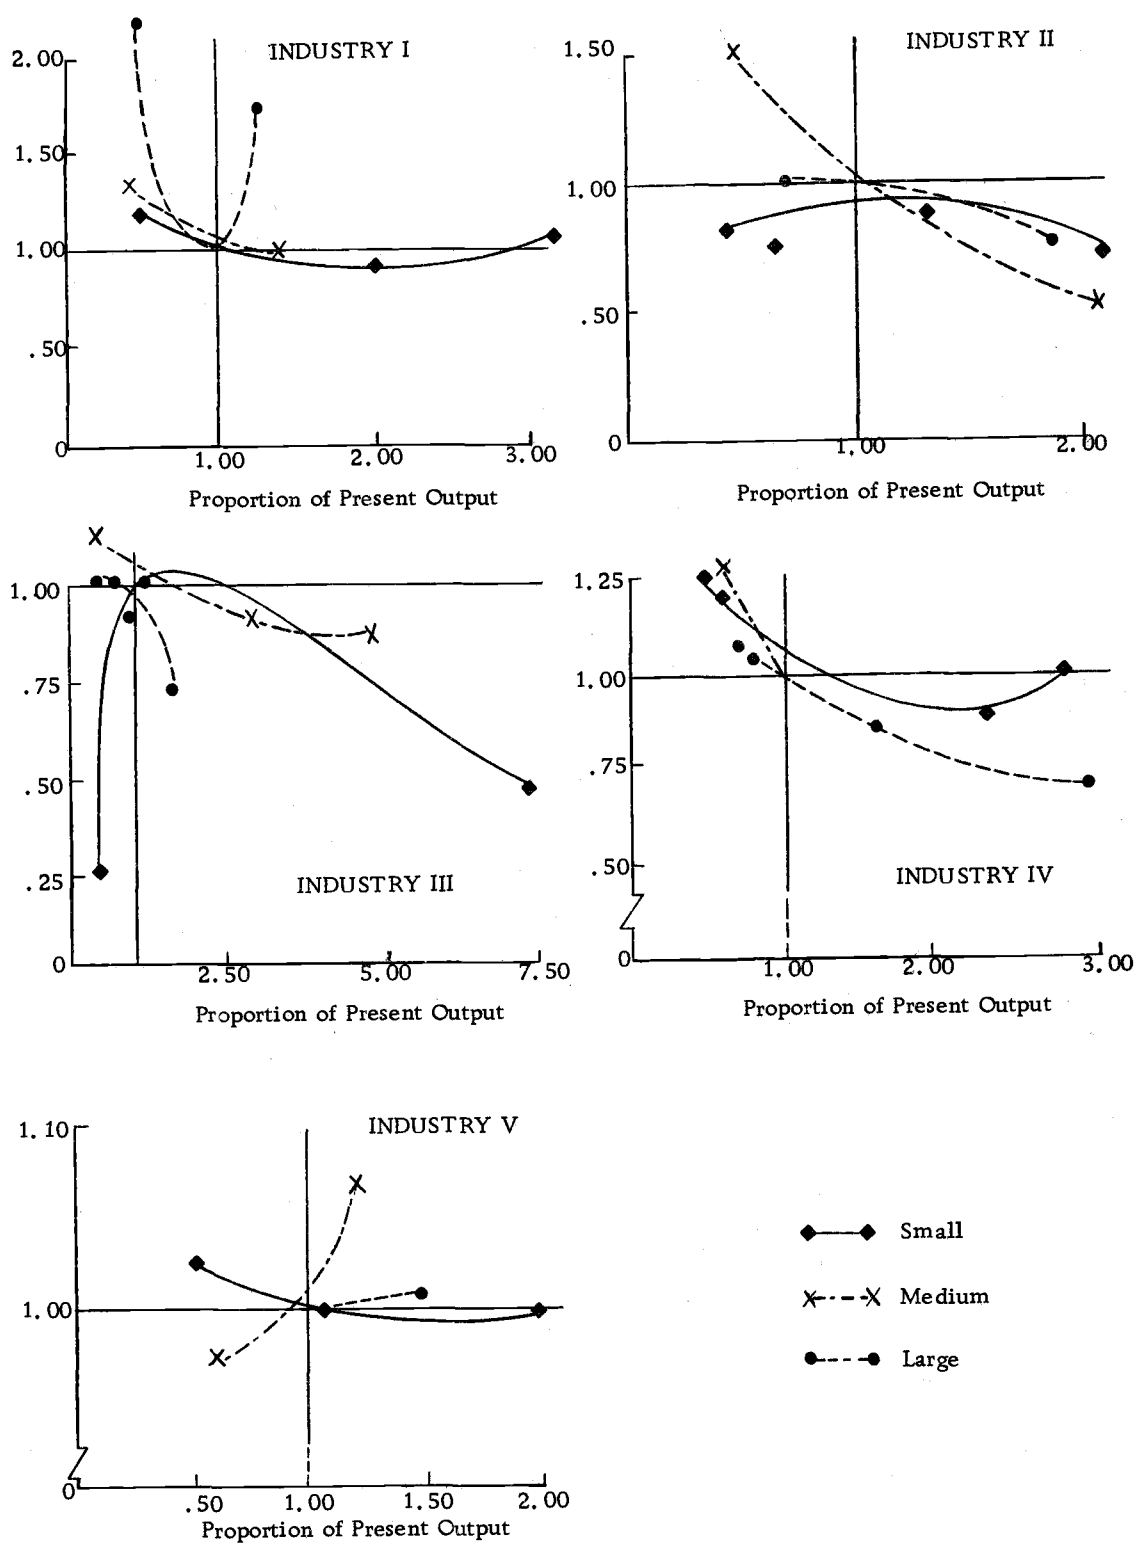 INDUSTRY I
2.00
1.50
1.00
.50
0
1.00 2.00 3.00
Proportion of Present Output
INDUSTRY II
1.50
1.00
.50
0
1.00 2.00
Proportion of Present Output
1.00
.75
.50
.25
0
INDUSTRY III
2.50 5.00 7.50
Proportion of Present Output
1.25
1.00
.75
.50
0
INDUSTRY IV
1.00 2.00 3.00
Proportion of Present Output
INDUSTRY V
1.10
1.00
0
.50 1.00 1.50 2.00
Proportion of Present Output
Small
Medium
Large